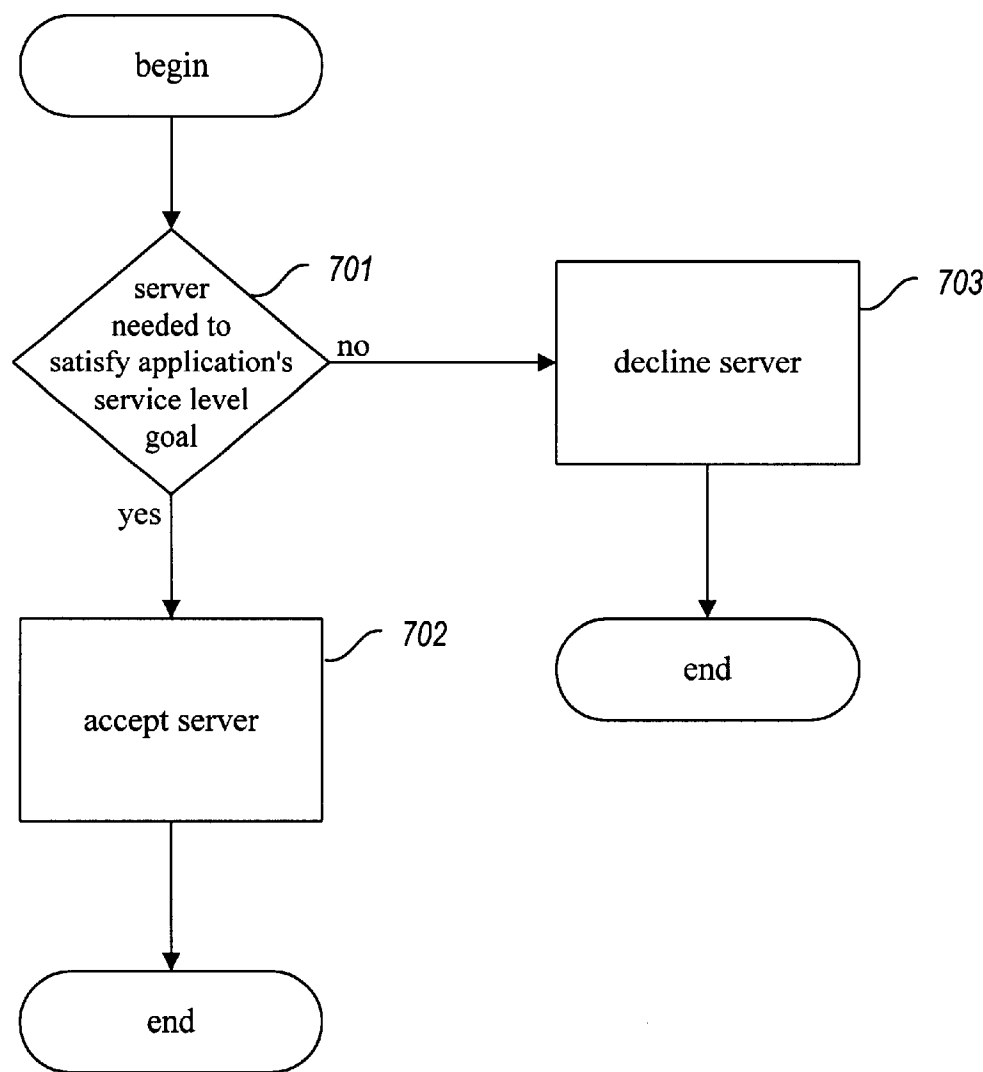 begin
701
server
needed to
satisfy application's
service level
goal
no
703
decline server
yes
702
accept server
end
end